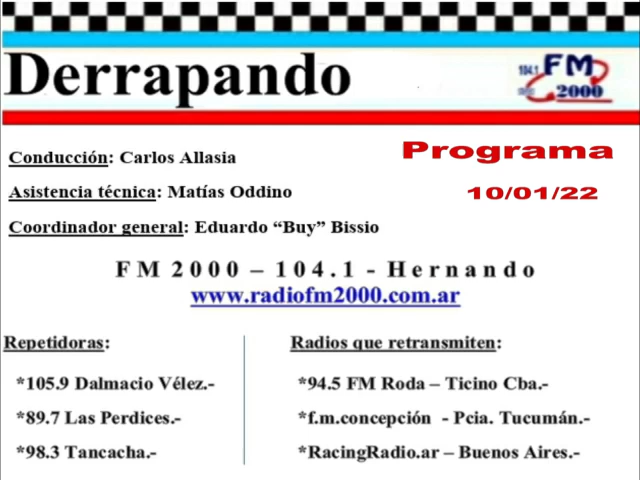 Derrapando
104.1 FM
2000
Conducción: Carlos Allasia
Programa
Asistencia técnica: Matías Oddino
10/01/22
Coordinador general: Eduardo “Buy” Bissio
FM 2000 – 104.1 - Hernando
www.radiofm2000.com.ar
Repetidoras:
*105.9 Dalmacio Vélez.-
*89.7 Las Perdices.-
*98.3 Tancacha.-
Radios que retransmiten:
*94.5 FM Roda – Ticino Cba.-
*f.m.concepción - Pcia. Tucumán.-
*RacingRadio.ar – Buenos Aires.-